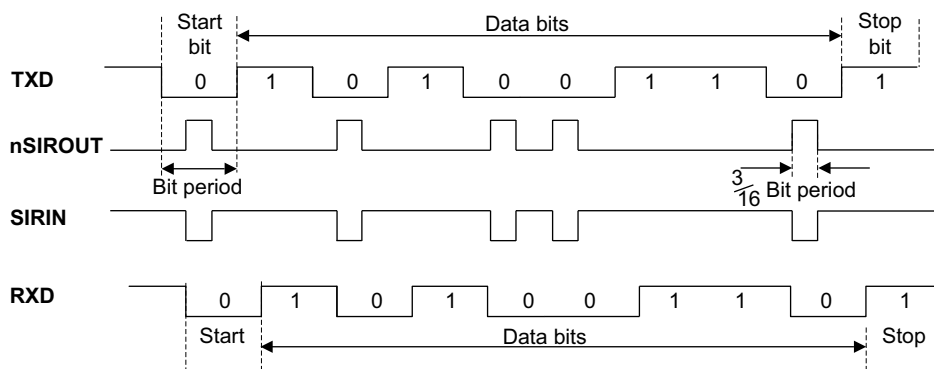 Start bit
Data bits
Stop bit
TXD
0 1 0 1 0 0 1 1 0 1
nSIROUT
Bit period
3/16 Bit period
SIRIN
RXD
0 1 0 1 0 0 1 1 0 1
Start
Data bits
Stop